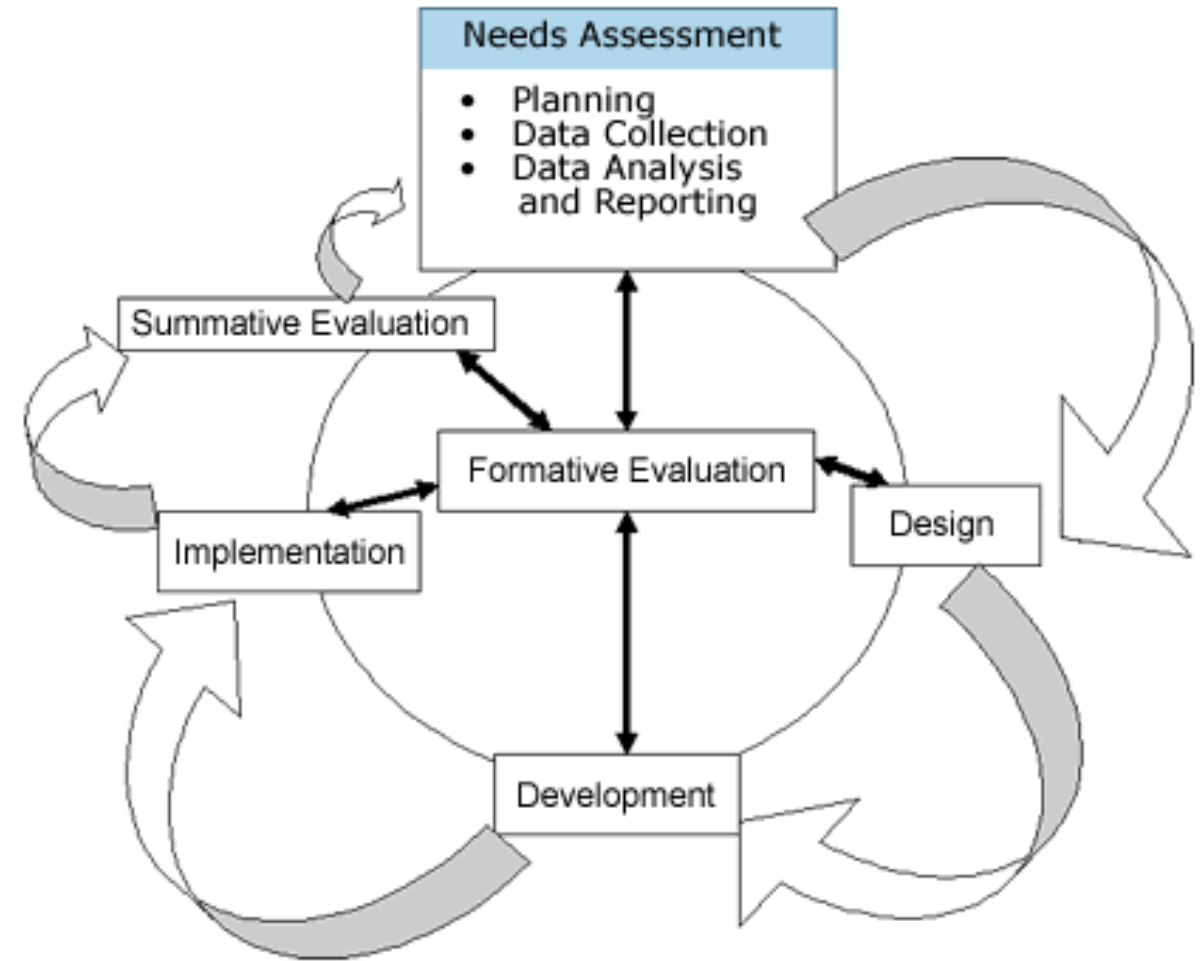 Needs Assessment
• Planning
• Data Collection
• Data Analysis
and Reporting
Summative Evaluation
Formative Evaluation
Design
Implementation
Development